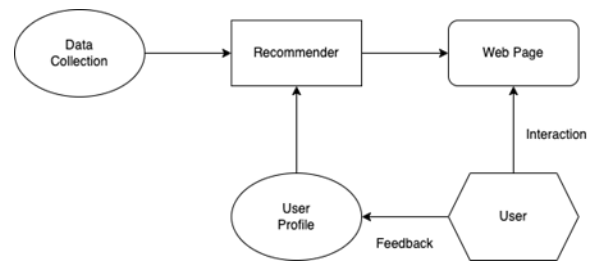 Data
Collection
Recommender
Web Page
Interaction
User
Profile
User
Feedback